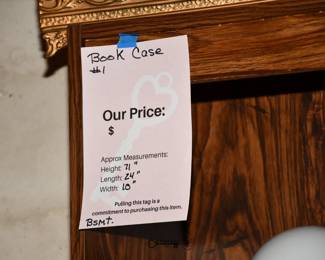 Book Case
#1
Our Price:
$
Approx Measurements:
Height: 71"
Length: 24"
Width: 10"
Pulling this tag is a
commitment to purchasing this item.
Bsmt.